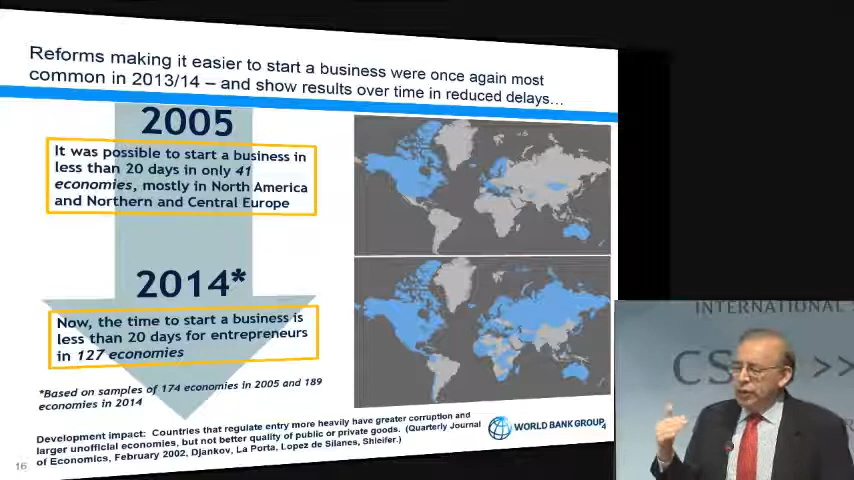 Reforms making it easier to start a business were once again most
common in 2013/14 – and show results over time in reduced delays…
2005
It was possible to start a business in
less than 20 days in only 41
economies, mostly in North America
and Northern and Central Europe
2014*
Now, the time to start a business is
less than 20 days for entrepreneurs
in 127 economies
*Based on samples of 174 economies in 2005 and 189
economies in 2014
Development impact: Countries that regulate entry more heavily have greater corruption and
larger unofficial economies, but not better quality of public or private goods. (Quarterly Journal
of Economics, February 2002, Djankov, La Porta, Lopez de Silanes, Shleifer.)
WORLD BANK GROUP
4
16
INTERNATIONAL
CS >>